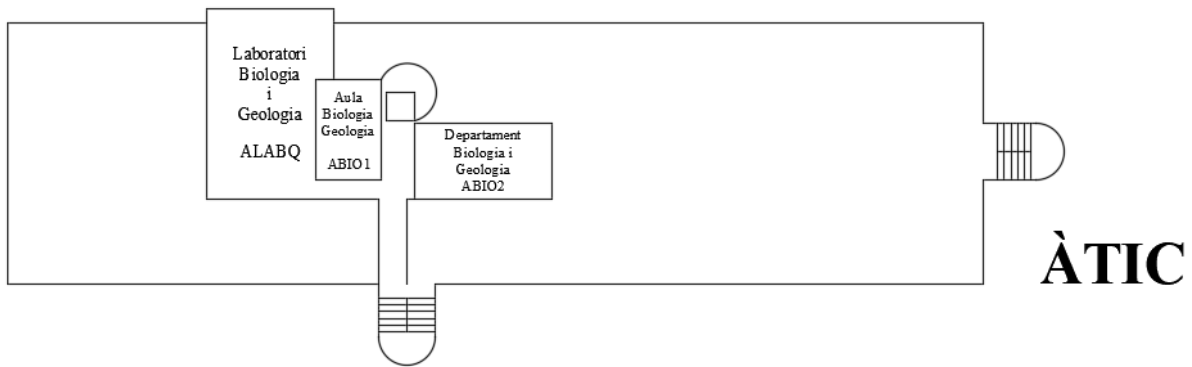 Laboratori
Biologia
i
Geologia
ALABQ
Aula
Biologia
Geologia
ABIO1
Departament
Biologia i
Geologia
ABIO2
ÀTIC